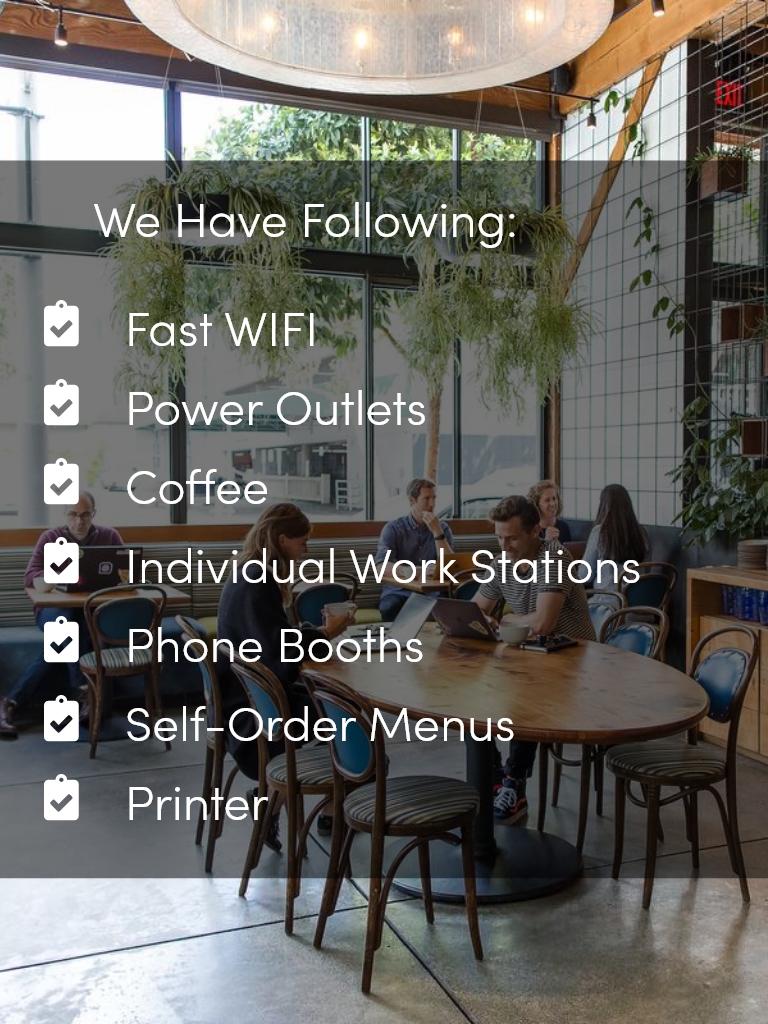 EXIT
We Have Following:
Fast WIFI
Power Outlets
Coffee
Individual Work Stations
Phone Booths
Self-Order Menus
Printer